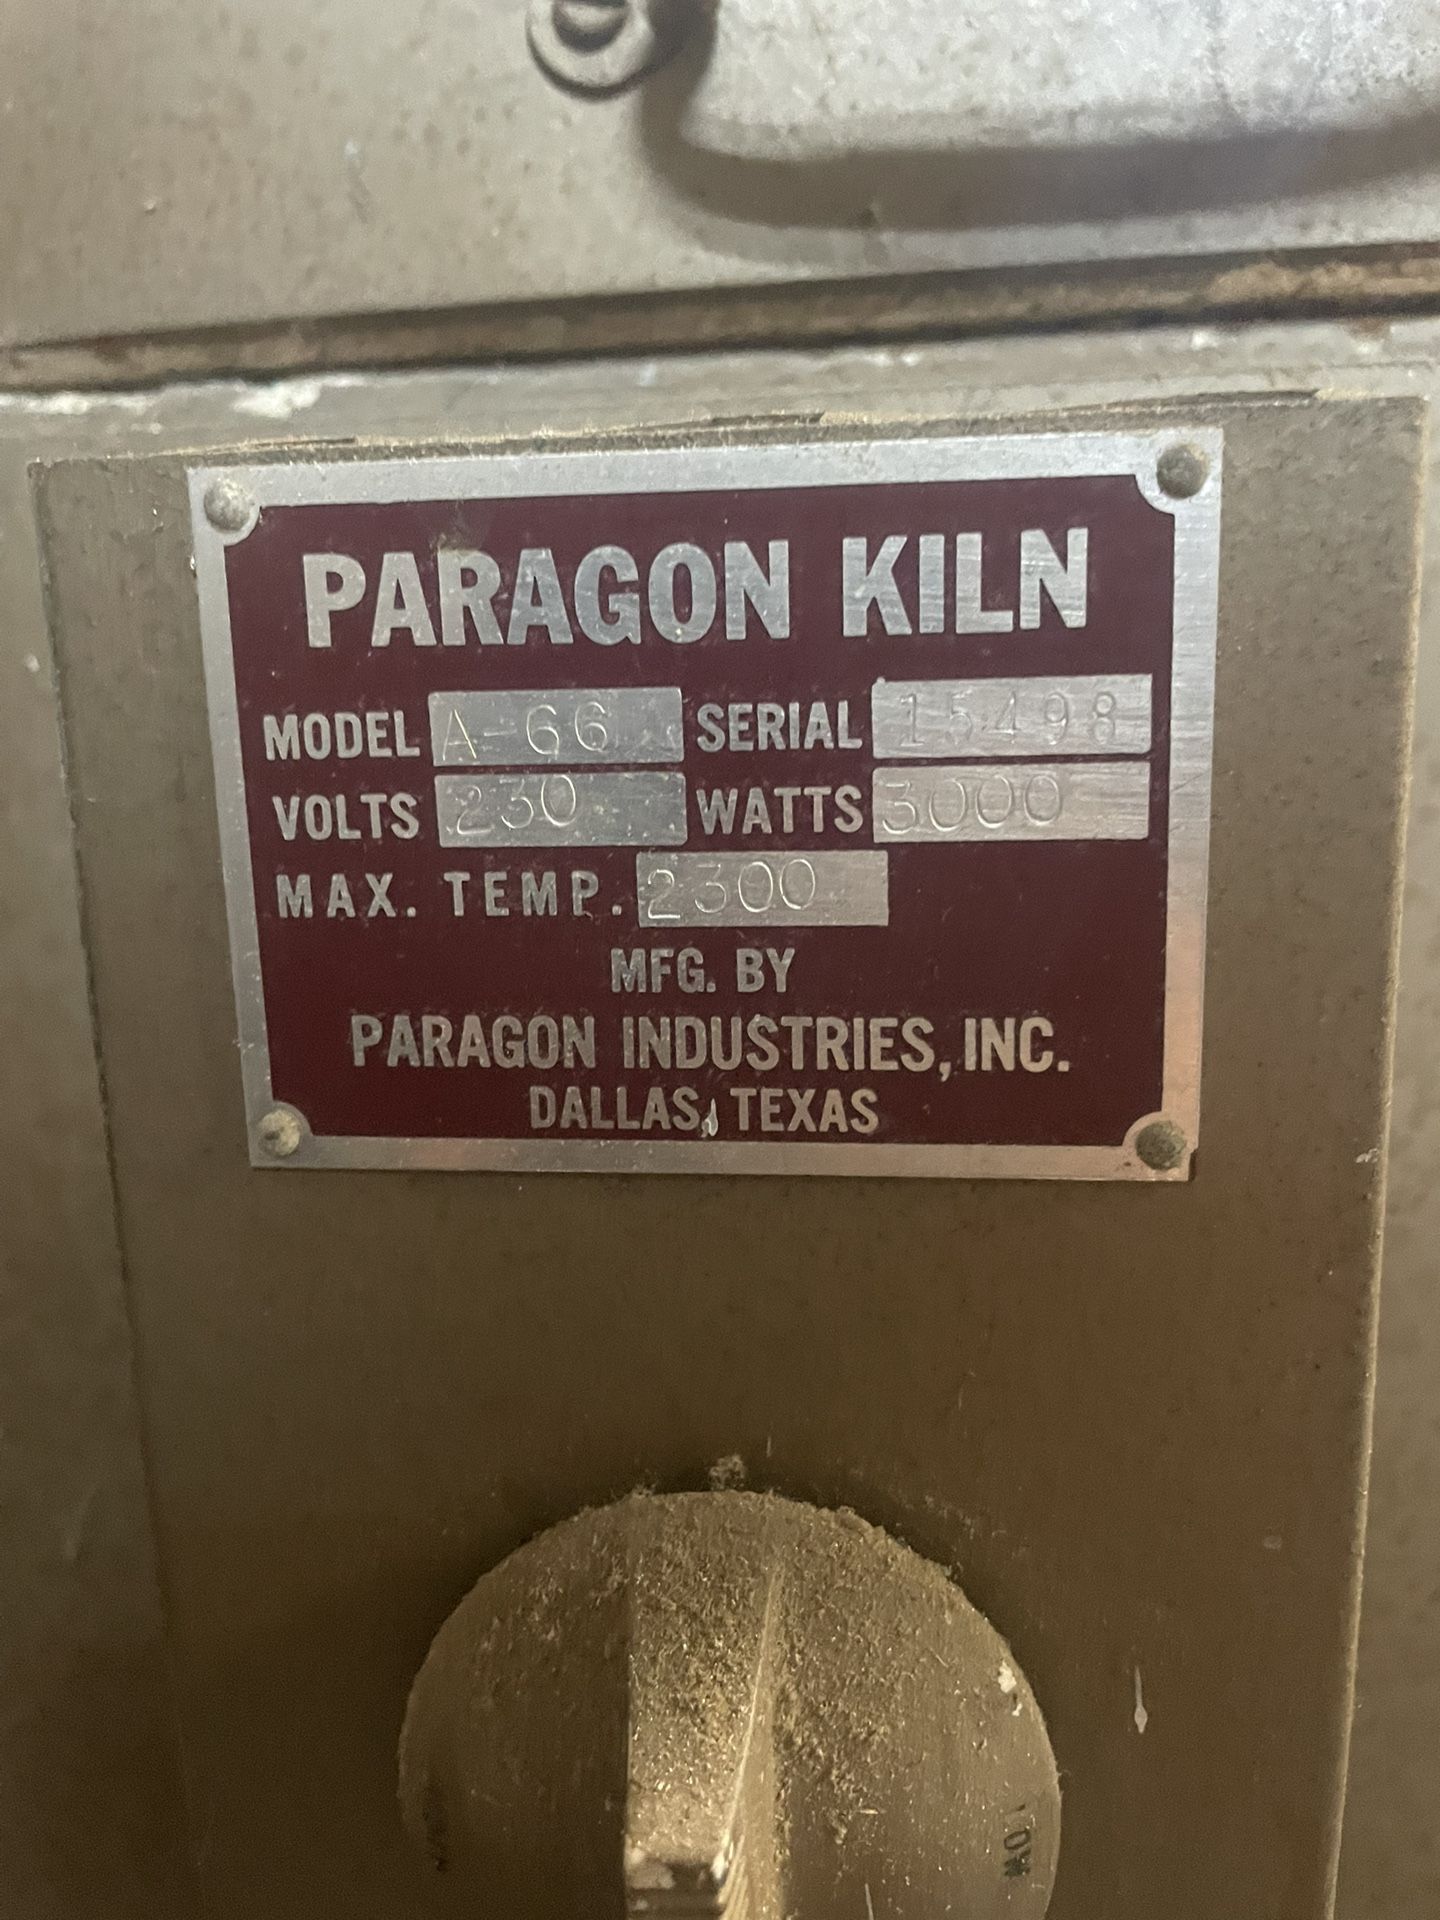 PARAGON KILN
MODEL A-66 SERIAL 15498
VOLTS 230 WATTS 3000
MAX. TEMP. 2300
MFG. BY
PARAGON INDUSTRIES, INC.
DALLAS, TEXAS